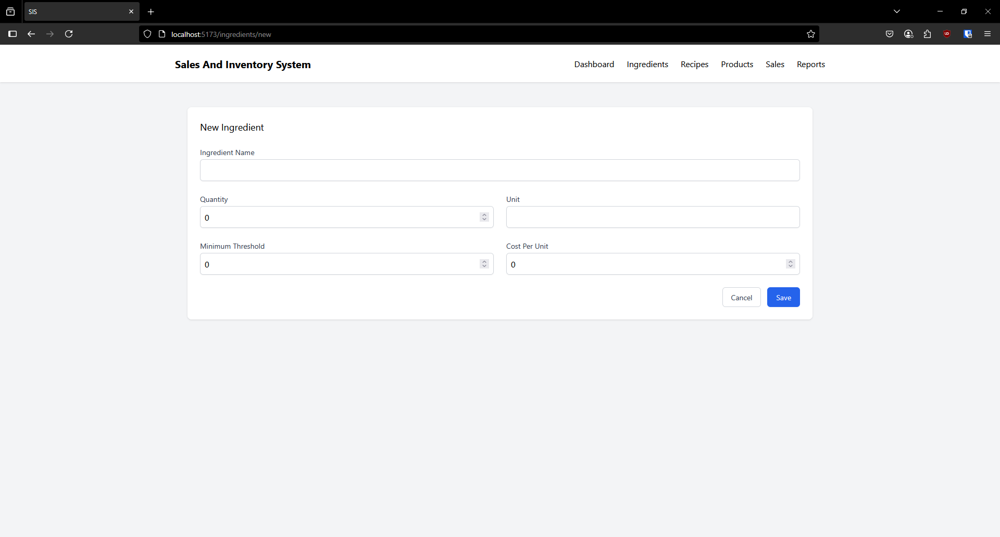 SIS
localhost:5173/ingredients/new
Sales And Inventory System
Dashboard Ingredients Recipes Products Sales Reports
New Ingredient
Ingredient Name
Quantity Unit
0
Minimum Threshold Cost Per Unit
0 0
Cancel Save